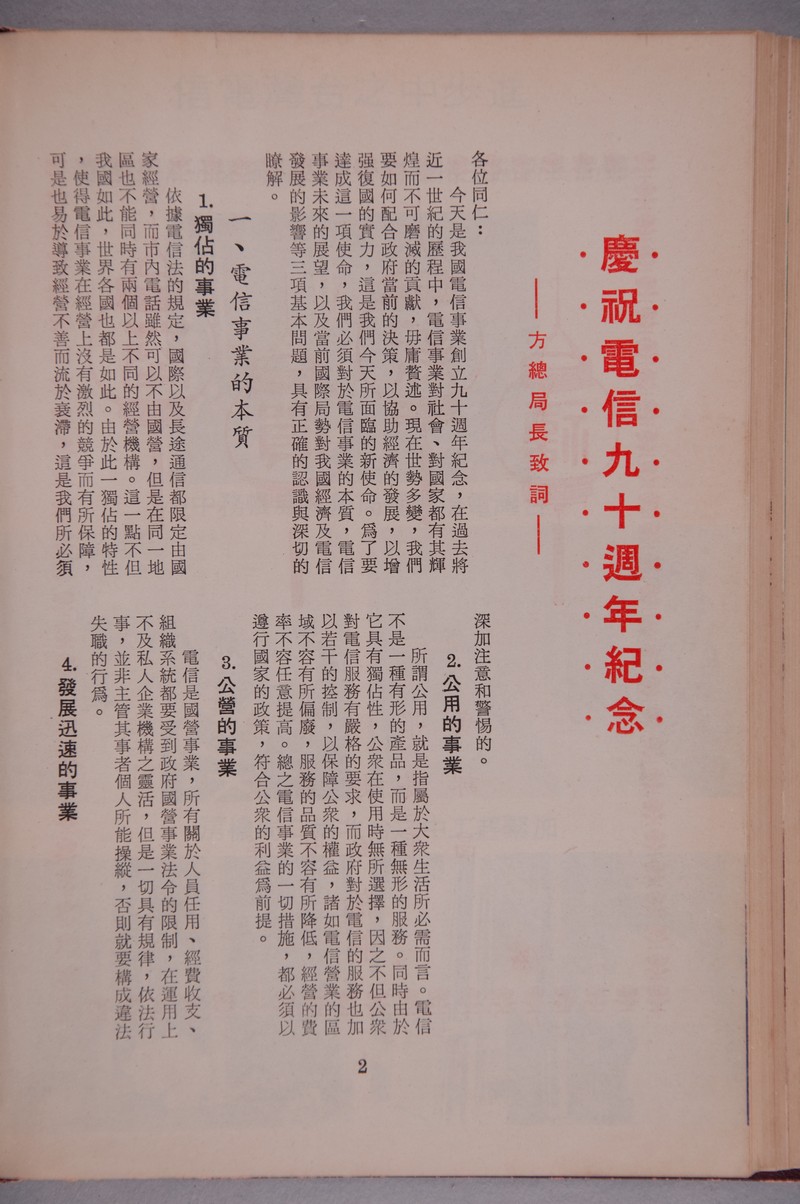 慶祝電信九十週年紀念
——方總局長致詞——
各位同仁：
今天是我國電信事業創立九十週年紀念，在過去將
近一世紀的歷程中，電信事業對社會、對國家都有其輝
煌而不可磨滅的貢獻，毋庸贅述。現在世勢多變，我們
要如何配合政府當前的決策，以協助經濟的發展，以增
强復國的實力，這是我們今天所面臨的新使命。爲了要
達成這一項使命，我們必須對於電信事業的本質，電信
事業未來的展望，以及當前國際局勢對我國經濟及電信
發展的影響等三項基本問題，具有正確的認識與深切的
瞭解。
一、電信事業的本質
1.獨佔的事業
依據電信法的規定，國際以及長途通信都限定由國
家經營，而市內電話雖然可以不由國營，但是在同一地
區也不能同時有兩個以上不同的經營機構。這一點不但
我國如此，世界各國也都是如此。由於此一獨佔的特性
，使得電信事業在經營上沒有激烈的競爭而有所保障，
可是也易於導致經營不善而流於衰滯，這是我們所必須
深加注意和警惕的。
2.公用的事業
所謂公用，就是指屬於大衆生活所必需而言。電信
不是一種有形的產品，而是一種無形的服務。同時由於
它具有獨佔性，公衆在使用時無所選擇，因之不但公衆
對電信服務有嚴格的要求，而政府對於電信的服務也加
以若干的控制，以保障公衆的權益，諸如電信營業的區
域不容有所偏廢，服務的品質不容有所降低，經營的費
率不容任意提高。總之電信事業的一切措施，都必須以
遵行國家的政策，符合公衆的利益爲前提。
3.公營的事業
電信是國營事業，所有關於人員任用、經費收支、
組織系統都要受到政府國營事業法令的限制，在運用上
不及私人企業機構之靈活，但是一切具有規律，依法行
事，並非主管其事者個人所能操縱，否則就要構成違法
失職的行爲。
4.發展迅速的事業
2